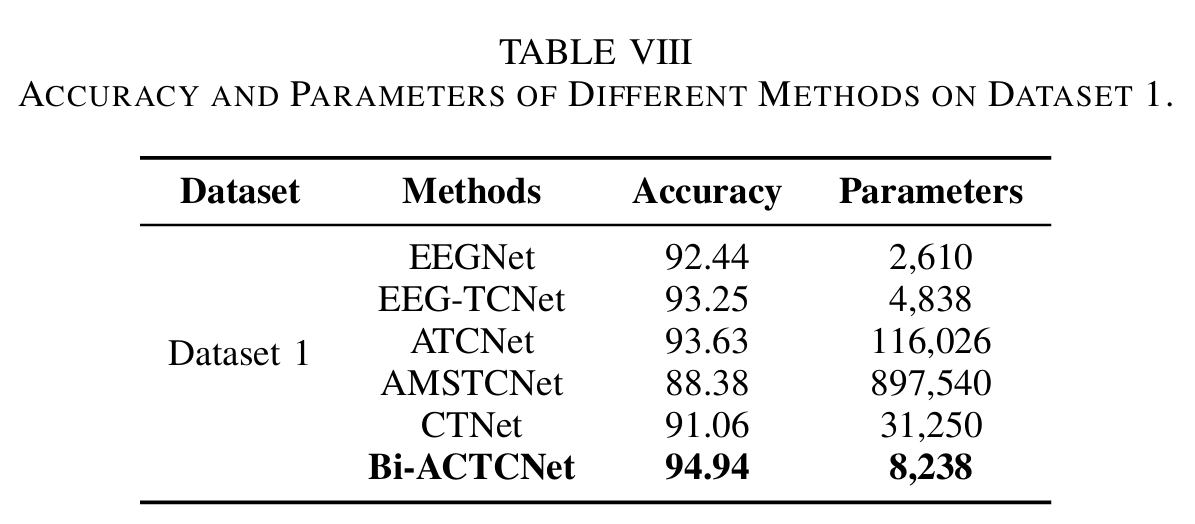 TABLE VIII
ACCURACY AND PARAMETERS OF DIFFERENT METHODS ON DATASET 1.
Dataset Methods Accuracy Parameters
EEGNet 92.44 2,610
EEG-TCNet 93.25 4,838
ATCNet 93.63 116,026
Dataset 1
AMSTCNet 88.38 897,540
CTNet 91.06 31,250
Bi-ACTCNet 94.94 8,238